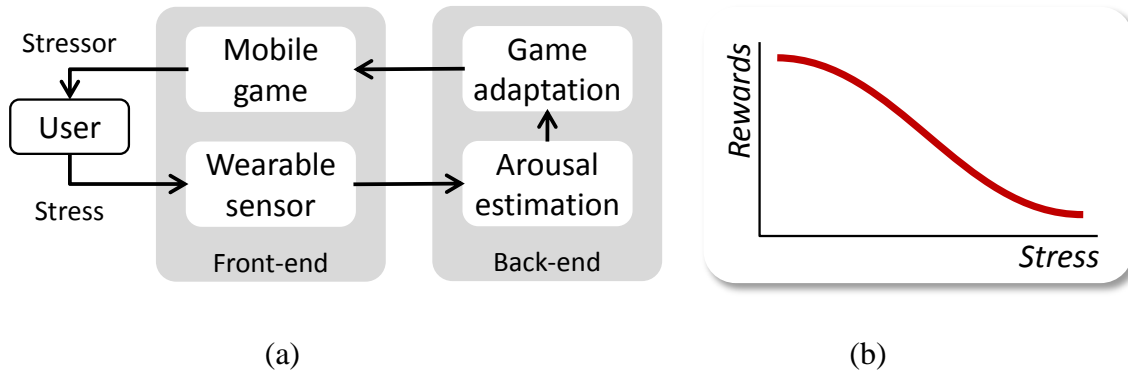 Stressor
User
Stress
Mobile
game
Wearable
sensor
Front-end
Game
adaptation
Arousal
estimation
Back-end
(a)
Rewards
Stress
(b)